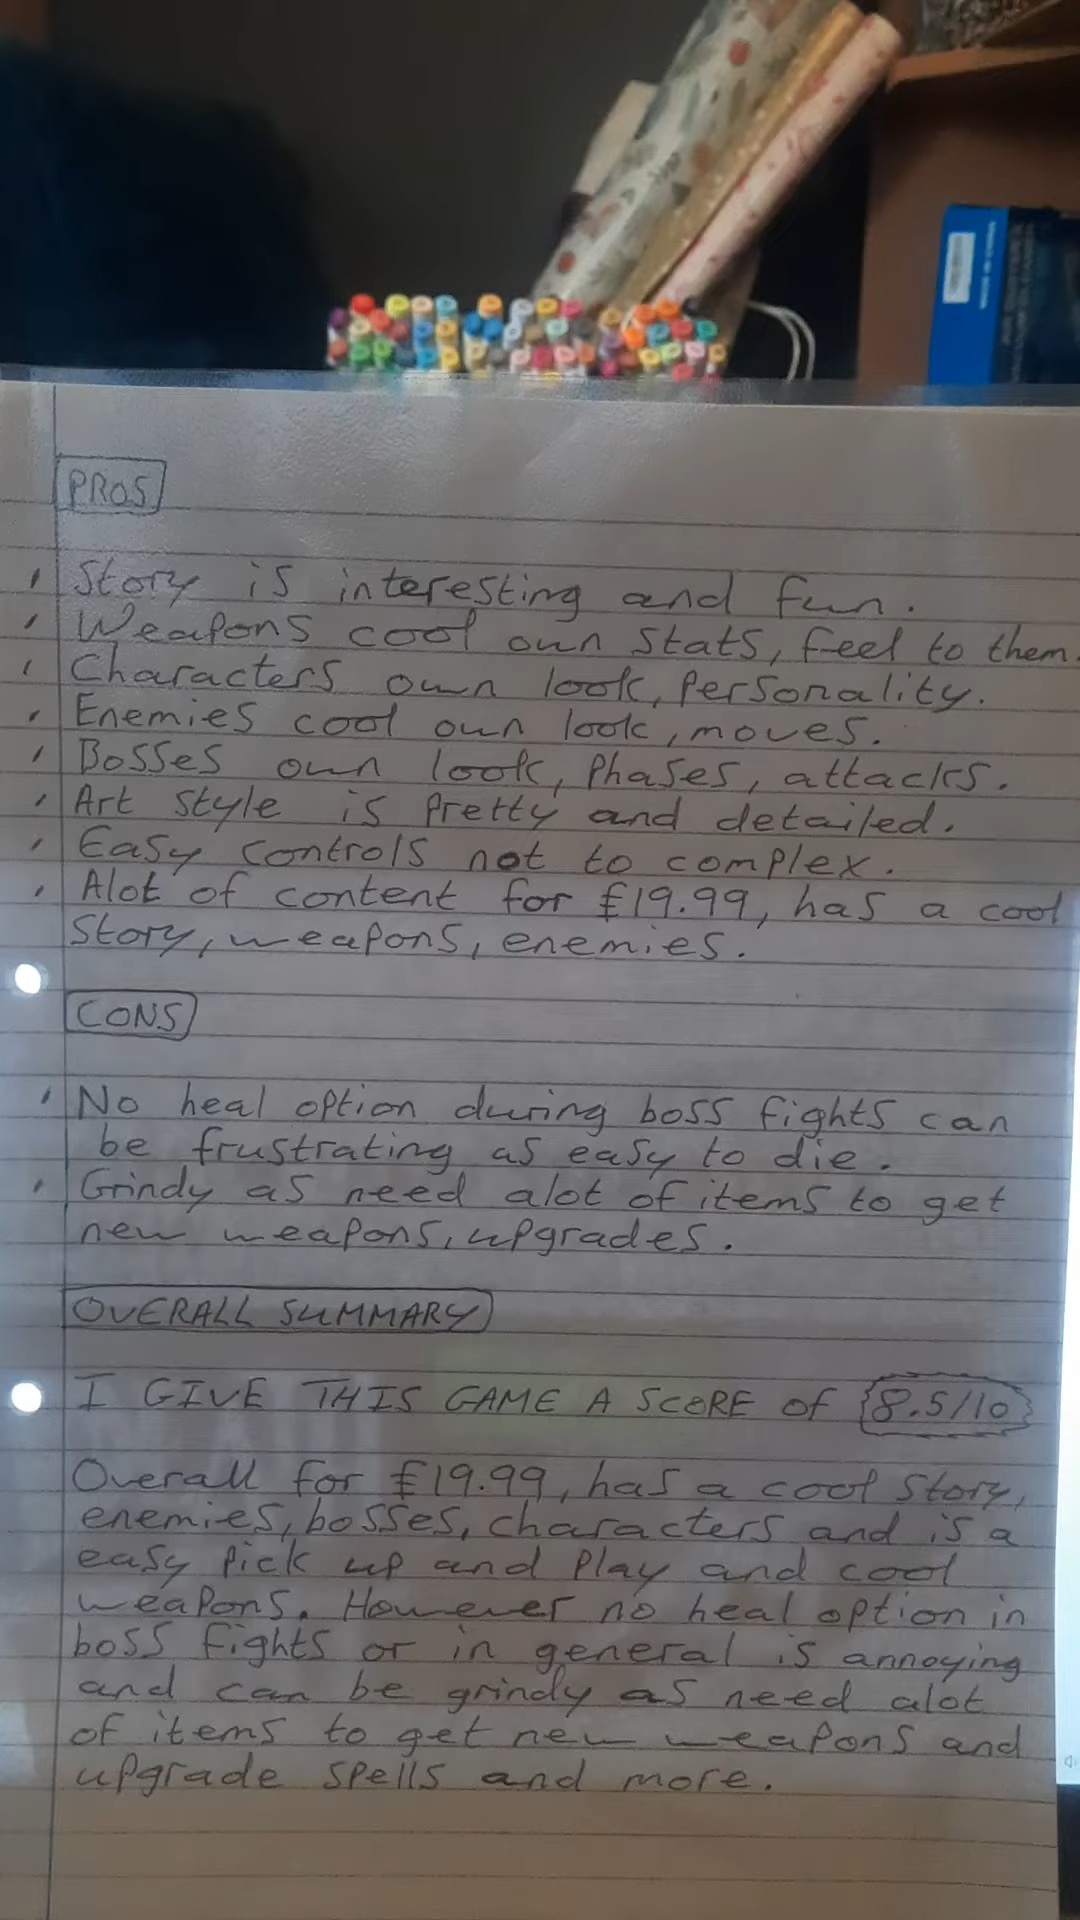 PROS
Story is interesting and fun.
Weapons cool own stats, feel to them.
Characters own look, personality.
Enemies cool own look, moves.
Bosses own look, phases, attacks.
Art style is pretty and detailed.
Easy controls not to complex.
Alot of content for £19.99, has a cool
story, weapons, enemies.
CONS
No heal option during boss fights can
be frustrating as easy to die.
Grindy as need alot of items to get
new weapons, upgrades.
OVERALL SUMMARY
I GIVE THIS GAME A SCORE OF 8.5/10
Overall for £19.99, has a cool story,
enemies, bosses, characters and is a
easy pick up and play and cool
weapons. However no heal option in
boss fights or in general is annoying
and can be grindy as need alot
of items to get new weapons and
upgrade spells and more.